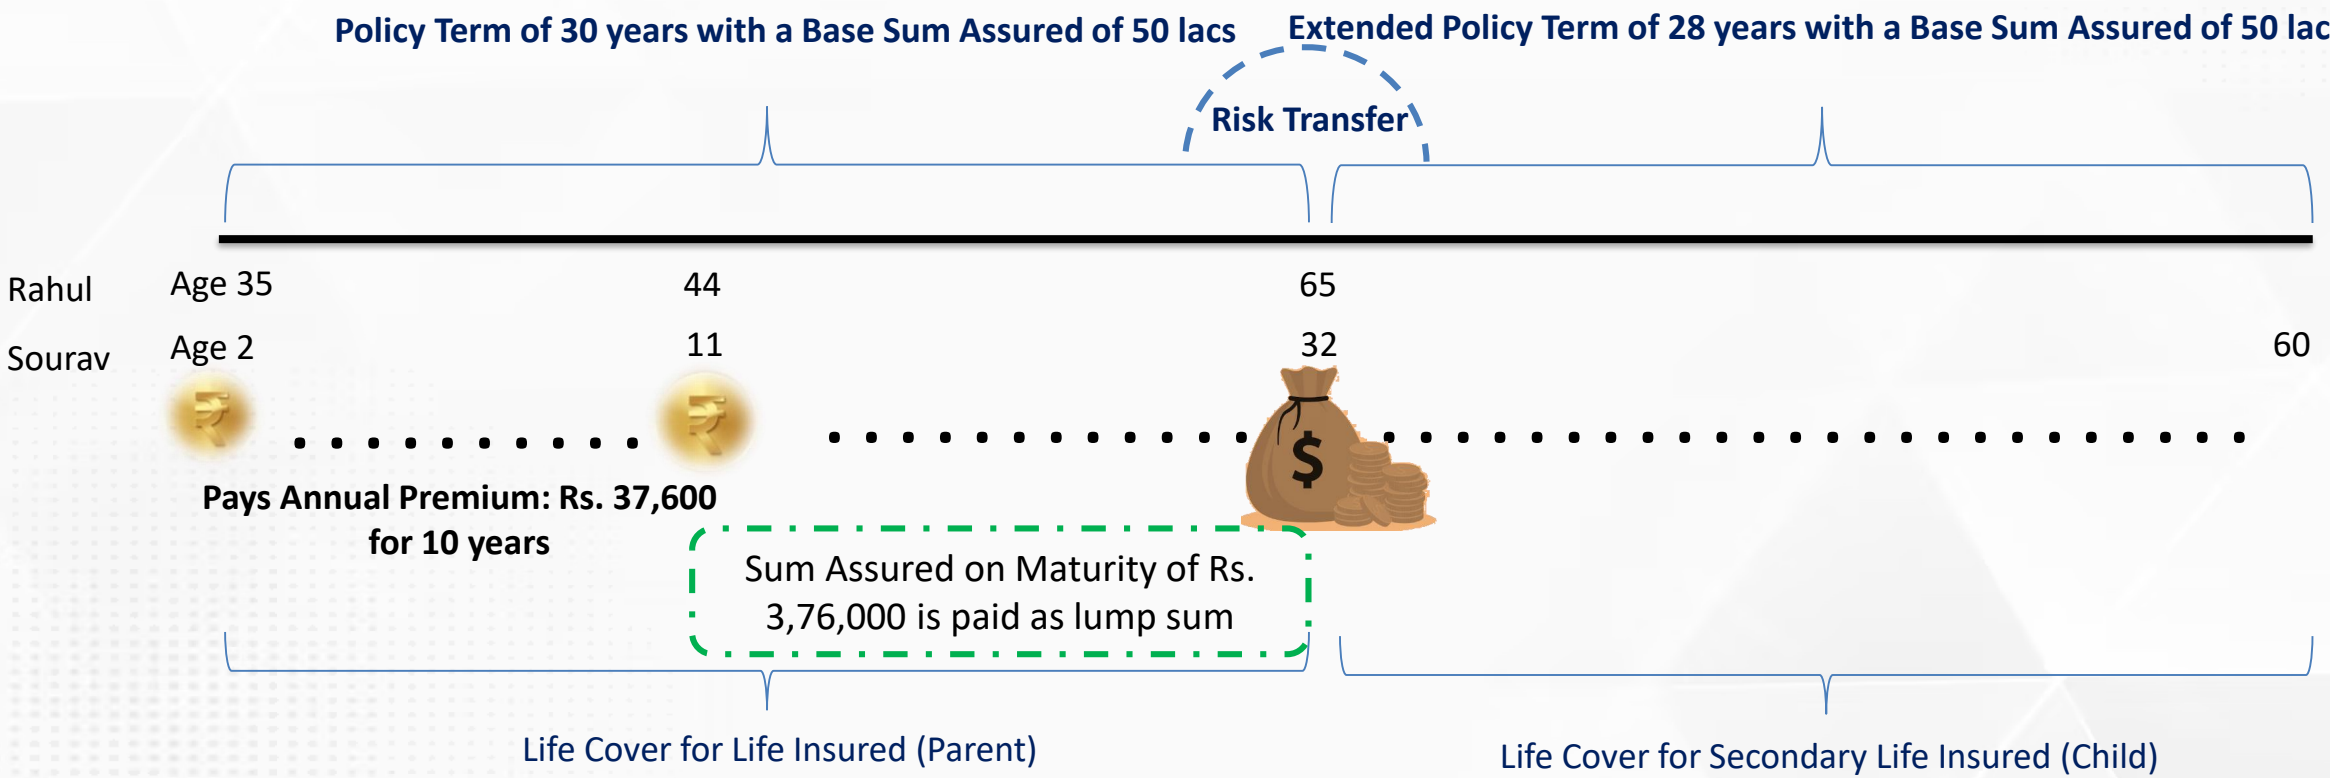 Policy Term of 30 years with a Base Sum Assured of 50 lacs
Extended Policy Term of 28 years with a Base Sum Assured of 50 lac
Risk Transfer
Rahul Age 35 44 65
Sourav Age 2 11 32 60
₹ ₹
$
Pays Annual Premium: Rs. 37,600
for 10 years
Sum Assured on Maturity of Rs.
3,76,000 is paid as lump sum
Life Cover for Life Insured (Parent)
Life Cover for Secondary Life Insured (Child)